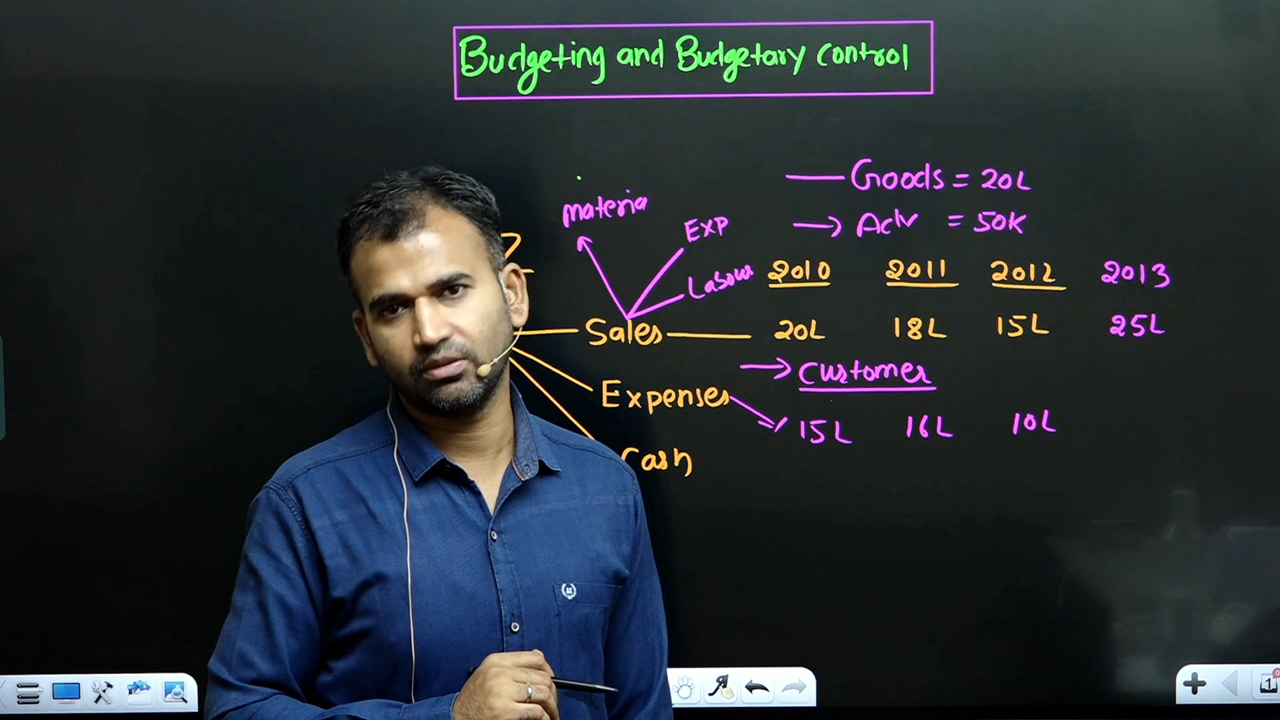 Budgeting and Budgetary control
Goods = 20L
Adv = 50K
Materia
Exp
Labour
2010 2011 2012 2013
Sales 20L 18L 15L 25L
Customer
Expenses 15L 16L 10L
Cash
1